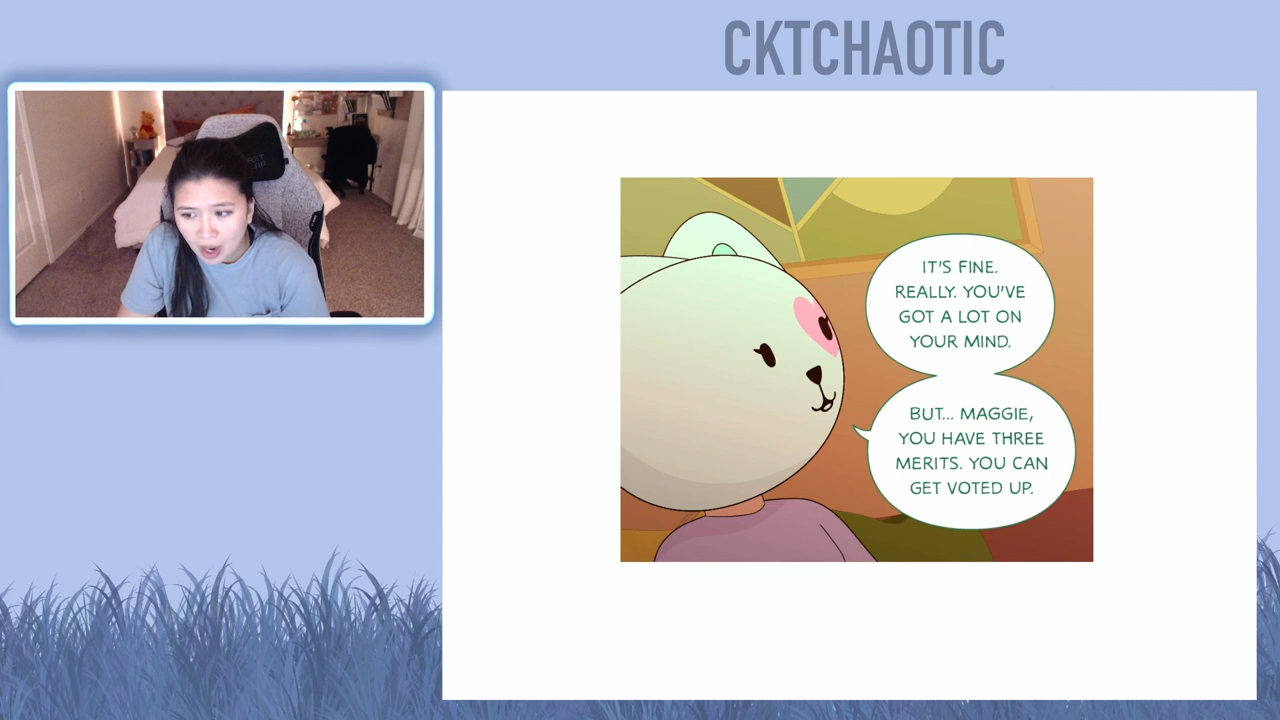 CKTCHAOTIC
IT'S FINE.
REALLY. YOU'VE
GOT A LOT ON
YOUR MIND.
BUT... MAGGIE,
YOU HAVE THREE
MERITS. YOU CAN
GET VOTED UP.